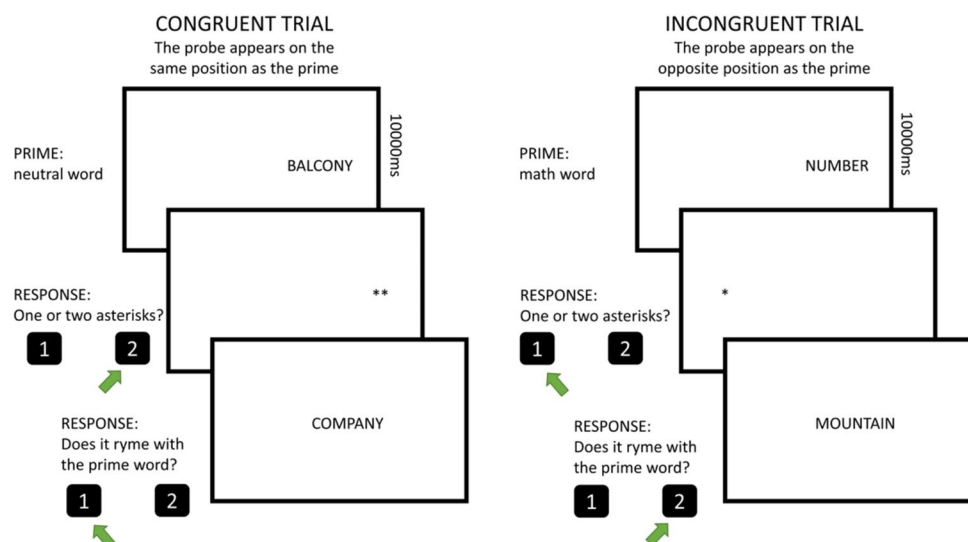 CONGRUENT TRIAL
The probe appears on the
same position as the prime
PRIME:
neutral word
BALCONY
10000ms
RESPONSE:
One or two asterisks?
**
1 2
RESPONSE:
Does it ryme with
the prime word?
COMPANY
1 2
INCONGRUENT TRIAL
The probe appears on the
opposite position as the prime
PRIME:
math word
NUMBER
10000ms
RESPONSE:
One or two asterisks?
*
1 2
RESPONSE:
Does it ryme with
the prime word?
MOUNTAIN
1 2